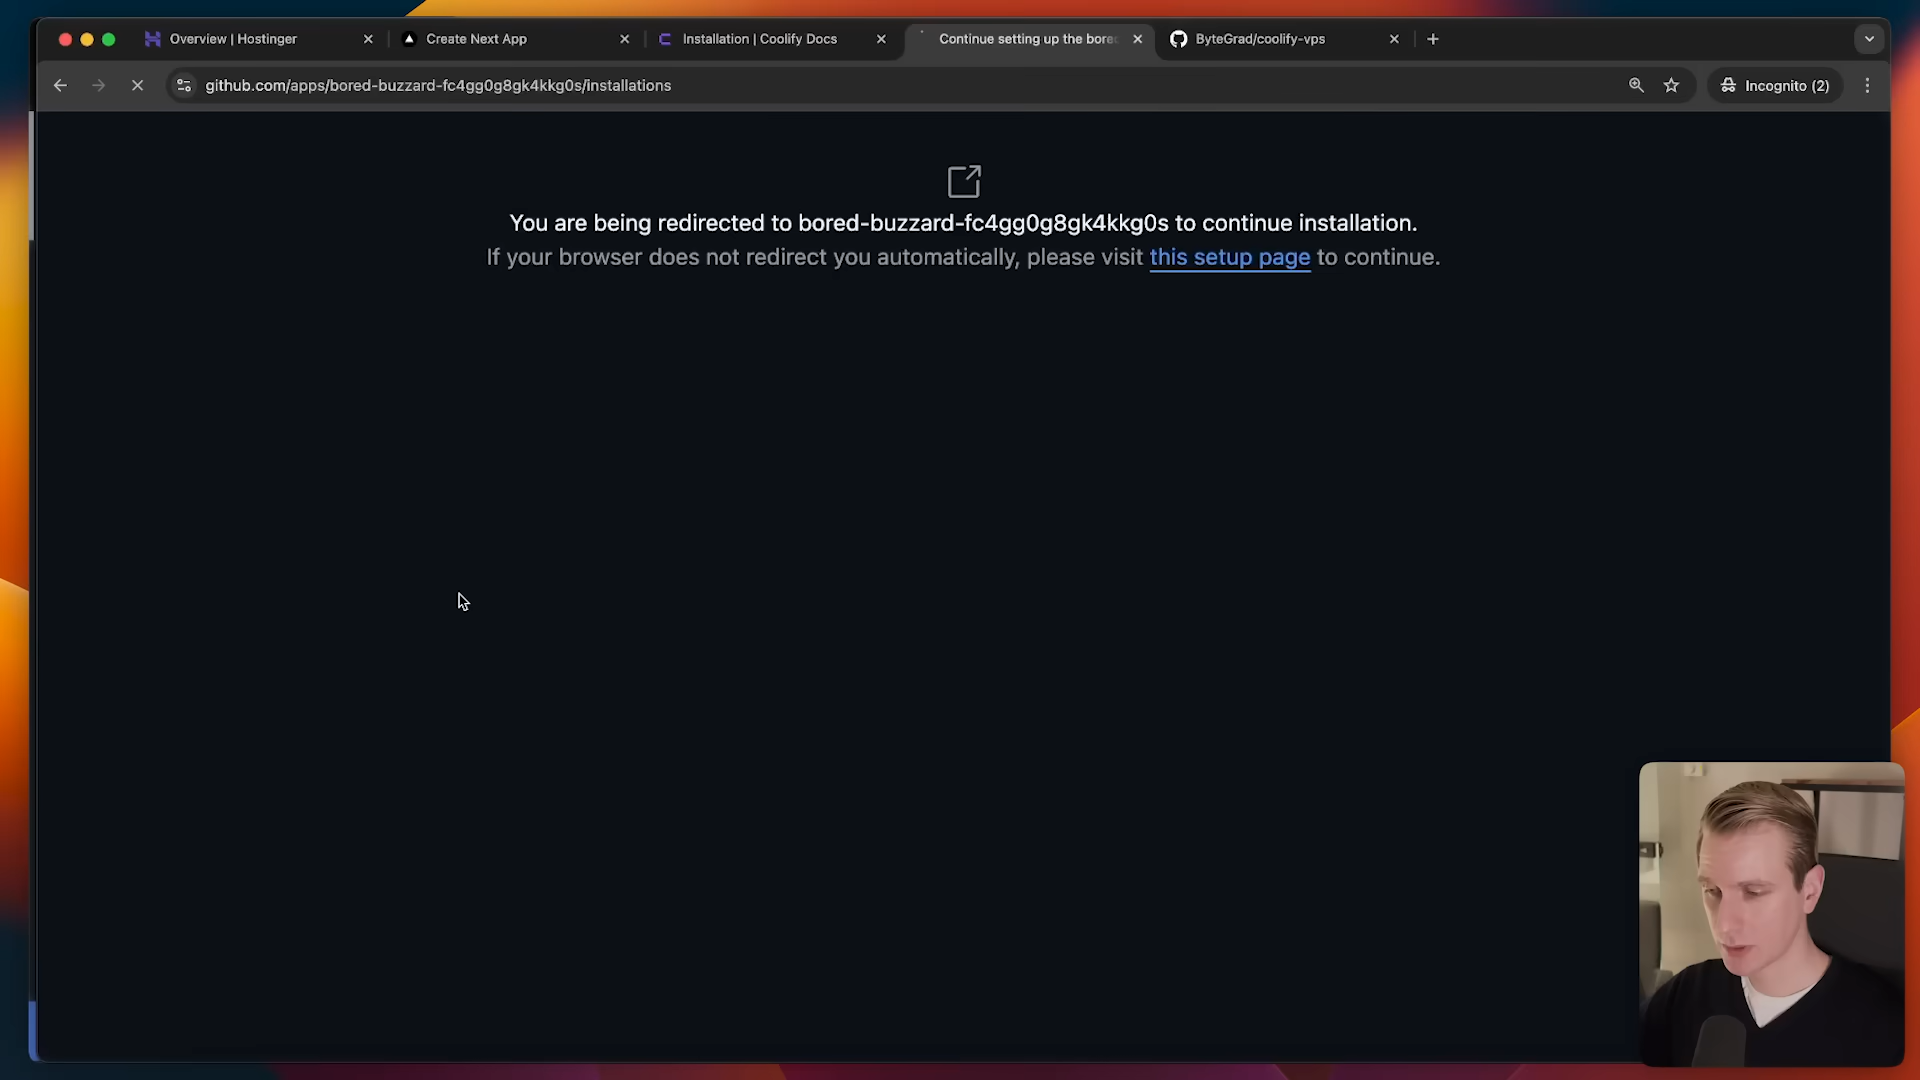 Overview | Hostinger
Create Next App
Installation | Coolify Docs
Continue setting up the bore
ByteGrad/coolify-vps
github.com/apps/bored-buzzard-fc4gg0g8gk4kkg0s/installations
Incognito (2)
You are being redirected to bored-buzzard-fc4gg0g8gk4kkg0s to continue installation.
If your browser does not redirect you automatically, please visit this setup page to continue.